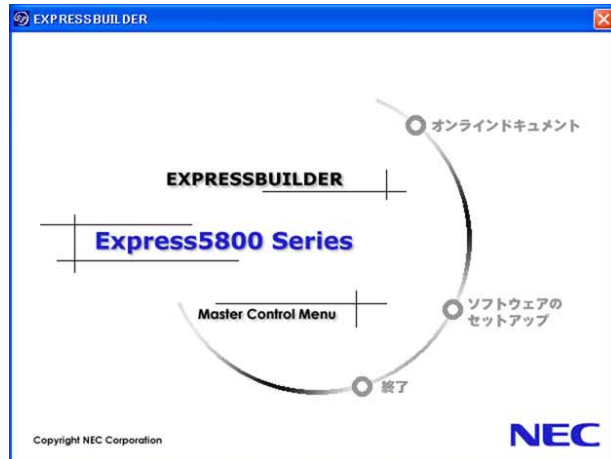 EXPRESSBUILDER
オンラインドキュメント
EXPRESSBUILDER
Express5800 Series
Master Control Menu
ソフトウェアの
セットアップ
終了
Copyright NEC Corporation
NEC